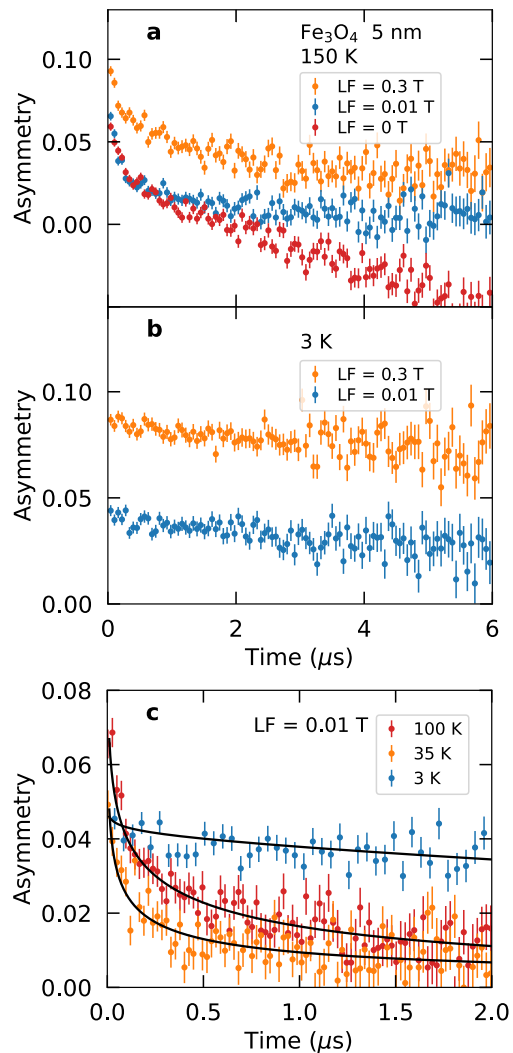 a
Fe₃O₄ 5 nm
150 K
LF = 0.3 T
LF = 0.01 T
LF = 0 T
Asymmetry
0.10
0.05
0.00
b
3 K
LF = 0.3 T
LF = 0.01 T
Asymmetry
0.10
0.05
0.00
0 2 4 6
Time (μs)
c
LF = 0.01 T
100 K
35 K
3 K
Asymmetry
0.08
0.06
0.04
0.02
0.00
0.0 0.5 1.0 1.5 2.0
Time (μs)